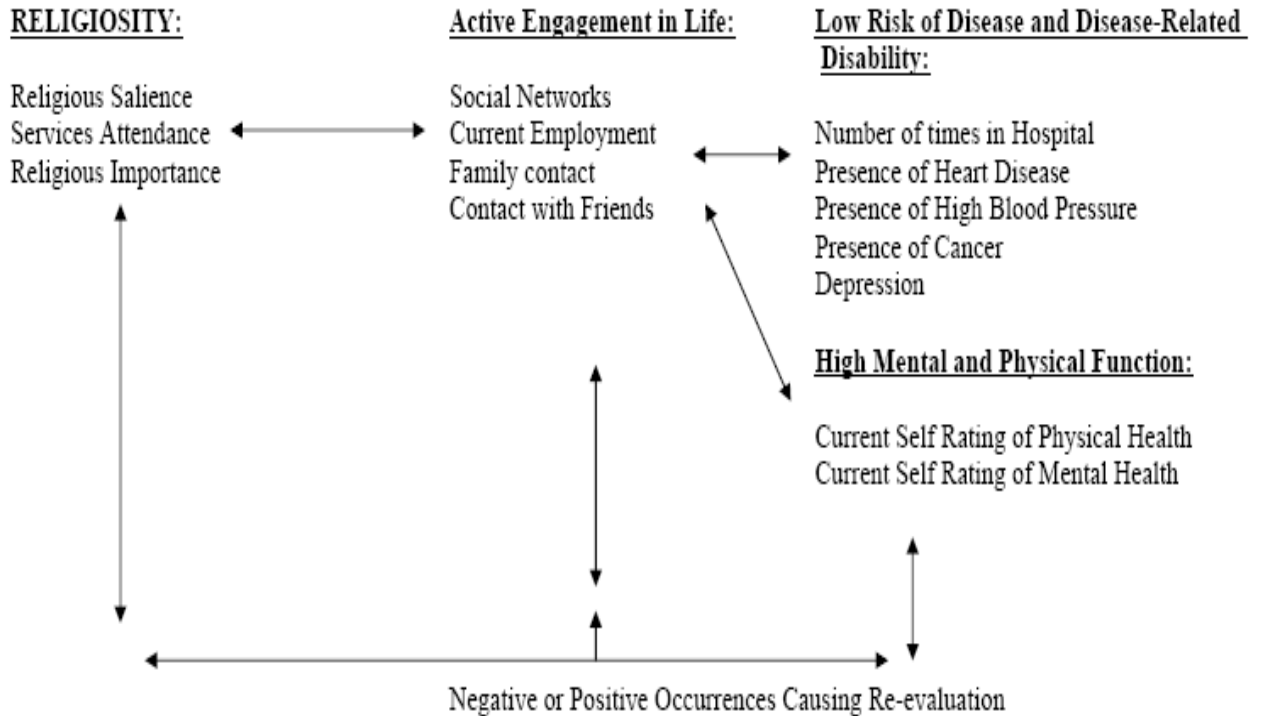 RELIGIOSITY:
Religious Salience
Services Attendance
Religious Importance
Active Engagement in Life:
Social Networks
Current Employment
Family contact
Contact with Friends
Low Risk of Disease and Disease-Related
Disability:
Number of times in Hospital
Presence of Heart Disease
Presence of High Blood Pressure
Presence of Cancer
Depression
High Mental and Physical Function:
Current Self Rating of Physical Health
Current Self Rating of Mental Health
Negative or Positive Occurrences Causing Re-evaluation